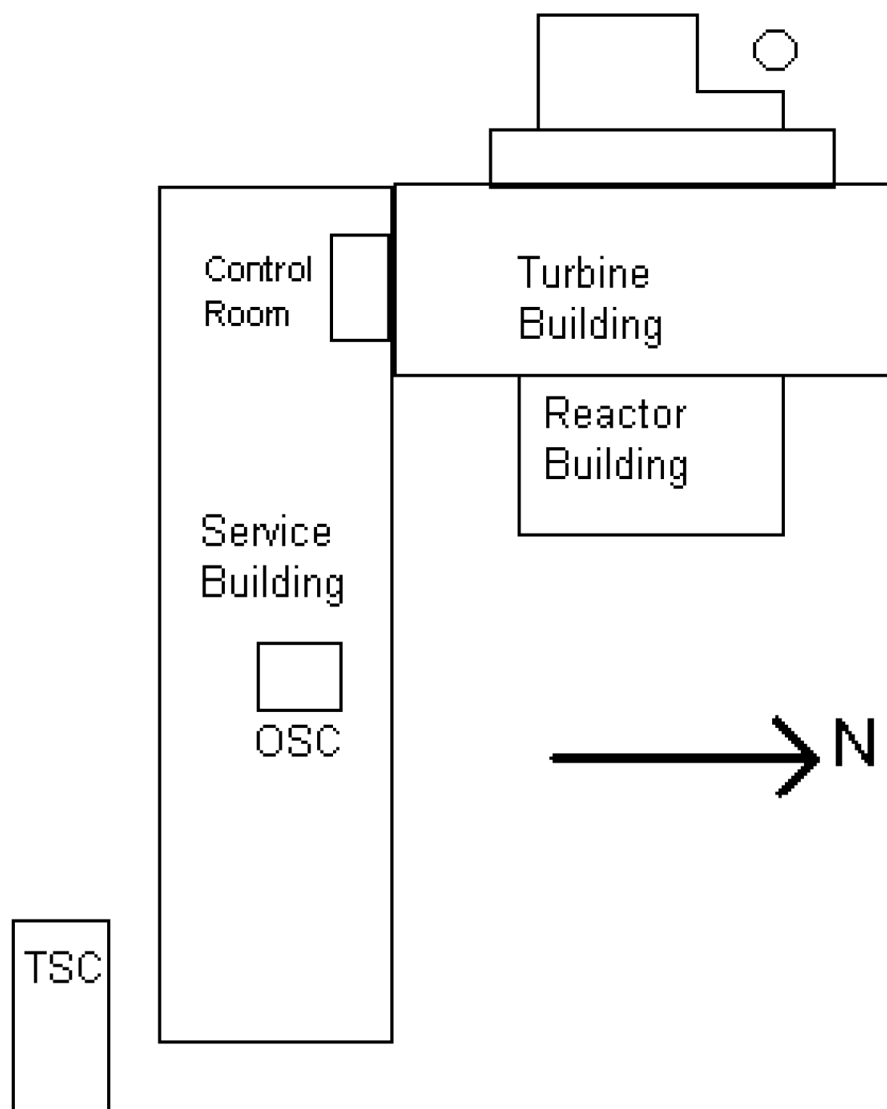 Control
Room
Turbine
Building
Reactor
Building
Service
Building
OSC
N
TSC